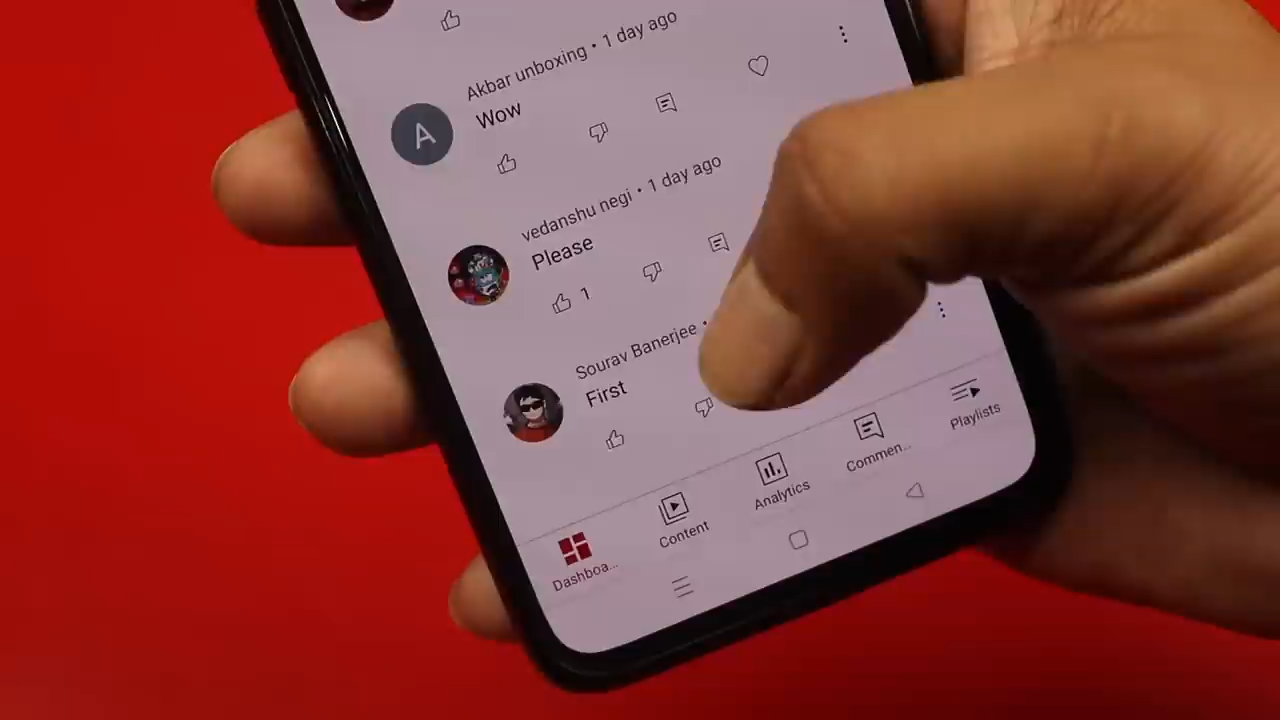 Akbar unboxing • 1 day ago
A
Wow
vedanshu negi • 1 day ago
Please
1
Sourav Banerjee •
First
Dashboa...
Content
Analytics
Commen...
Playlists